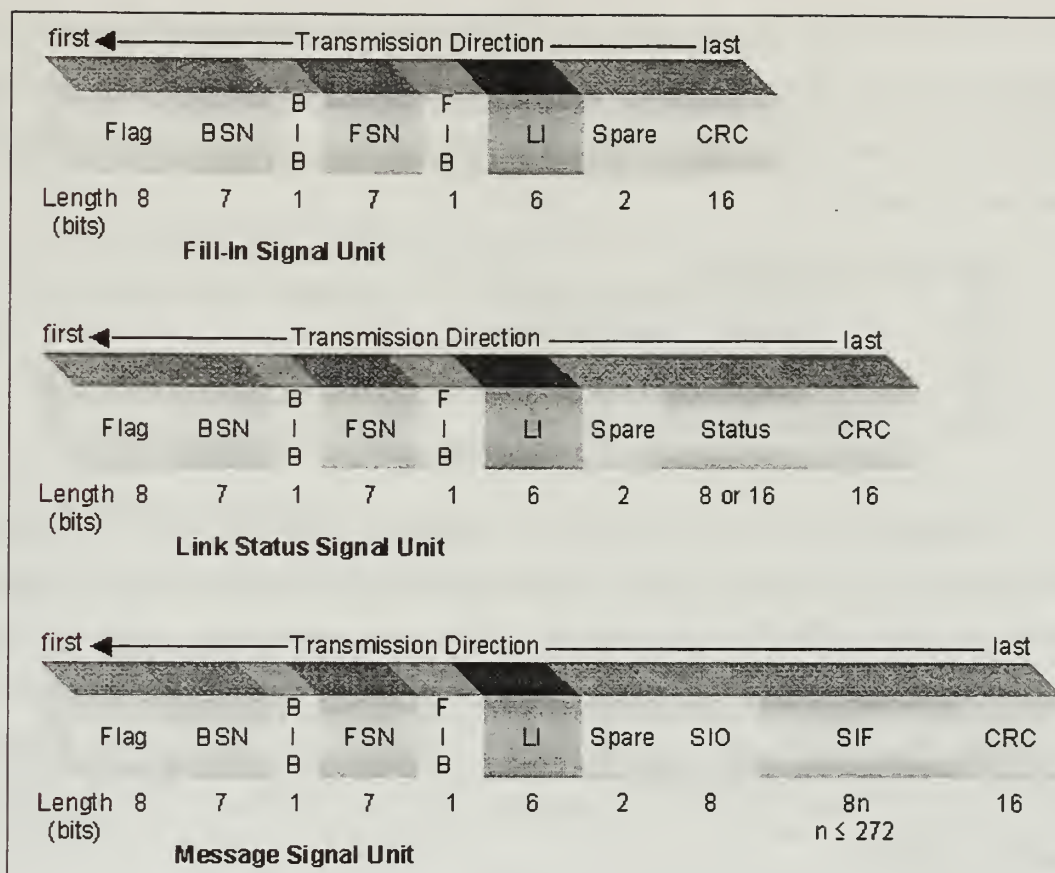 first Transmission Direction last
B F
Flag BSN I FSN I LI Spare CRC
B B
Length 8 7 1 7 1 6 2 16
(bits)
Fill-In Signal Unit
first Transmission Direction last
B F
Flag BSN I FSN I LI Spare Status CRC
B B
Length 8 7 1 7 1 6 2 8 or 16 16
(bits)
Link Status Signal Unit
first Transmission Direction last
B F
Flag BSN I FSN I LI Spare SIO SIF CRC
B B
Length 8 7 1 7 1 6 2 8 8n 16
(bits) n ≤ 272
Message Signal Unit